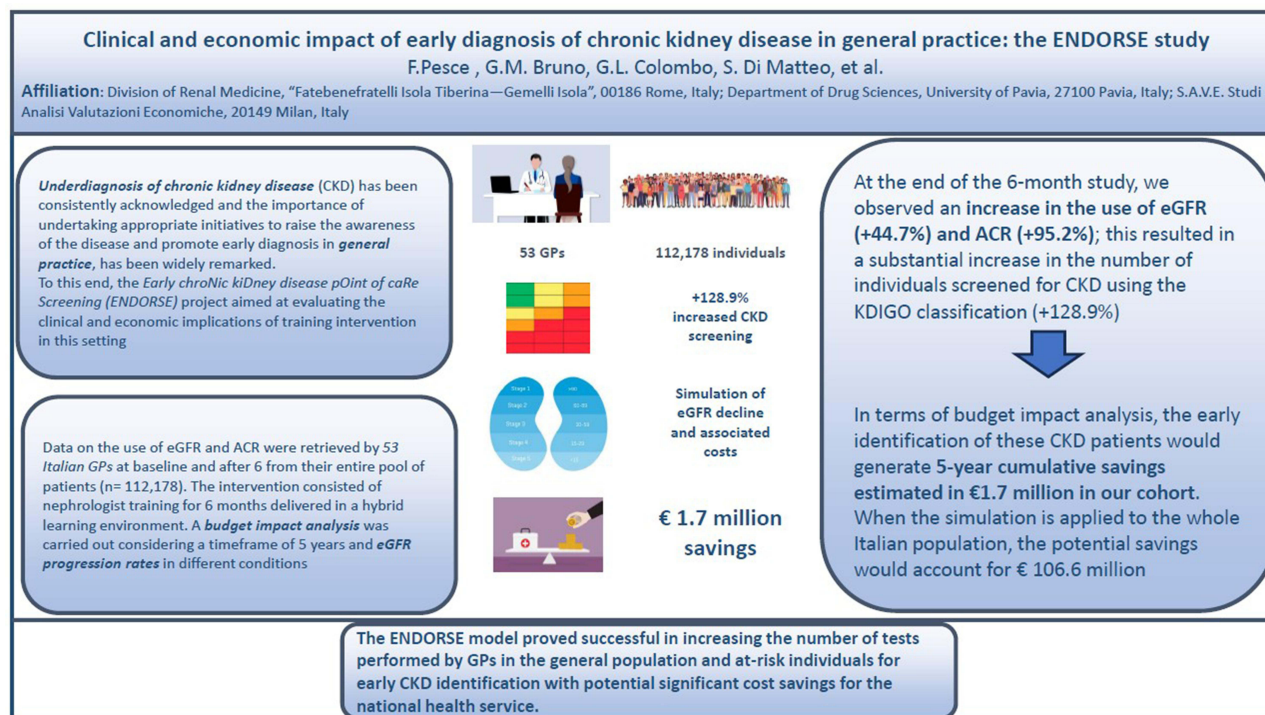 Clinical and economic impact of early diagnosis of chronic kidney disease in general practice: the ENDORSE study
F.Pesce , G.M. Bruno, G.L. Colombo, S. Di Matteo, et al.
Affiliation: Division of Renal Medicine, “Fatebenefratelli Isola Tiberina—Gemelli Isola”, 00186 Rome, Italy; Department of Drug Sciences, University of Pavia, 27100 Pavia, Italy; S.A.V.E. Studi
Analisi Valutazioni Economiche, 20149 Milan, Italy
Underdiagnosis of chronic kidney disease (CKD) has been
consistently acknowledged and the importance of
undertaking appropriate initiatives to raise the awareness
of the disease and promote early diagnosis in general
practice, has been widely remarked.
To this end, the Early chroNic kiDney disease pOint of caRe
Screening (ENDORSE) project aimed at evaluating the
clinical and economic implications of training intervention
in this setting
Data on the use of eGFR and ACR were retrieved by 53
Italian GPs at baseline and after 6 from their entire pool of
patients (n= 112,178). The intervention consisted of
nephrologist training for 6 months delivered in a hybrid
learning environment. A budget impact analysis was
carried out considering a timeframe of 5 years and eGFR
progression rates in different conditions
53 GPs
112,178 individuals
+128.9%
increased CKD
screening
Stage 1
Stage 2
Stage 3
Stage 4
Stage 5
Simulation of
eGFR decline
and associated
costs
€ 1.7 million
savings
At the end of the 6-month study, we
observed an increase in the use of eGFR
(+44.7%) and ACR (+95.2%); this resulted in
a substantial increase in the number of
individuals screened for CKD using the
KDIGO classification (+128.9%)
In terms of budget impact analysis, the early
identification of these CKD patients would
generate 5-year cumulative savings
estimated in €1.7 million in our cohort.
When the simulation is applied to the whole
Italian population, the potential savings
would account for € 106.6 million
The ENDORSE model proved successful in increasing the number of tests
performed by GPs in the general population and at-risk individuals for
early CKD identification with potential significant cost savings for the
national health service.